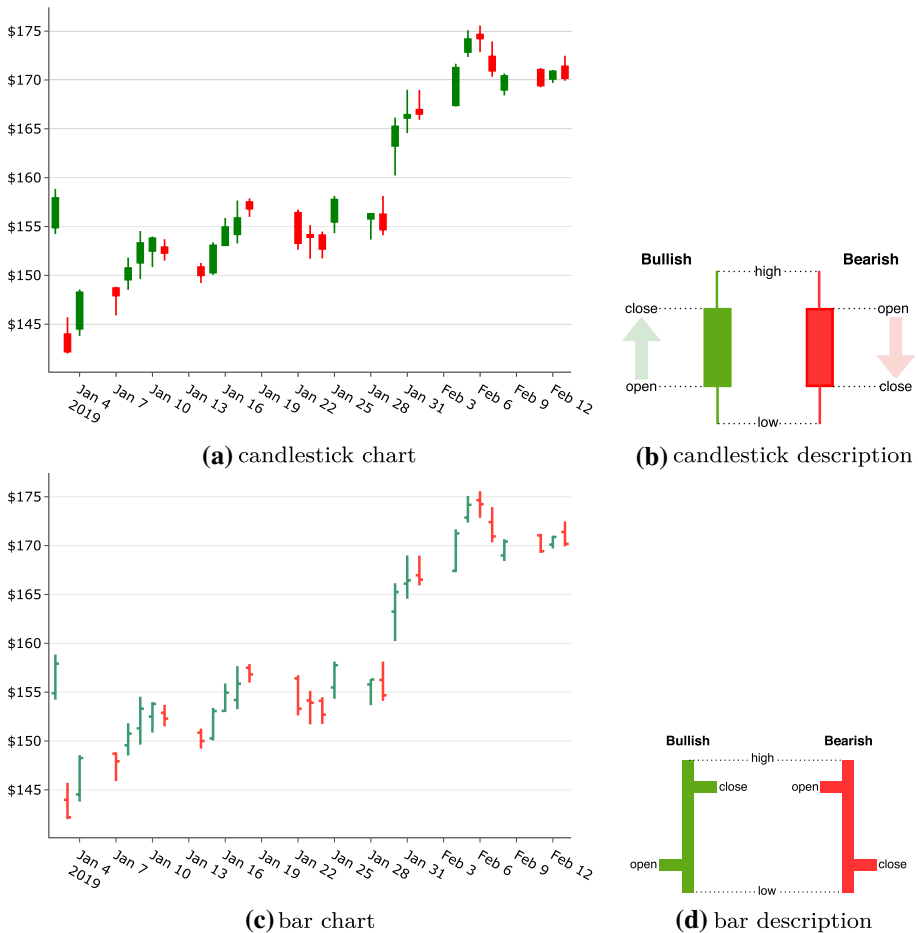 $175
$170
$165
$160
$155
$150
$145
Jan 4
2019
Jan 7
Jan 10
Jan 13
Jan 16
Jan 19
Jan 22
Jan 25
Jan 28
Jan 31
Feb 3
Feb 6
Feb 9
Feb 12
(a) candlestick chart
Bullish
Bearish
high
close
open
open
close
low
(b) candlestick description
$175
$170
$165
$160
$155
$150
$145
Jan 4
2019
Jan 7
Jan 10
Jan 13
Jan 16
Jan 19
Jan 22
Jan 25
Jan 28
Jan 31
Feb 3
Feb 6
Feb 9
Feb 12
(c) bar chart
Bullish
Bearish
high
close
open
open
close
low
(d) bar description